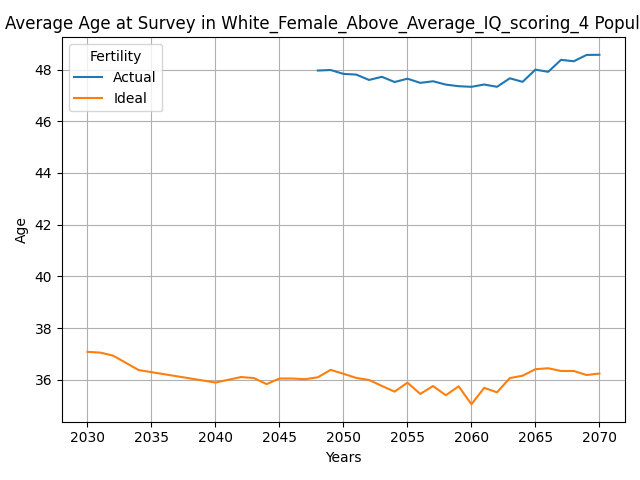 Average Age at Survey in White_Female_Above_Average_IQ_scoring_4 Popul
Fertility
Actual
Ideal
48
46
44
42
40
38
36
Age
2030 2035 2040 2045 2050 2055 2060 2065 2070
Years